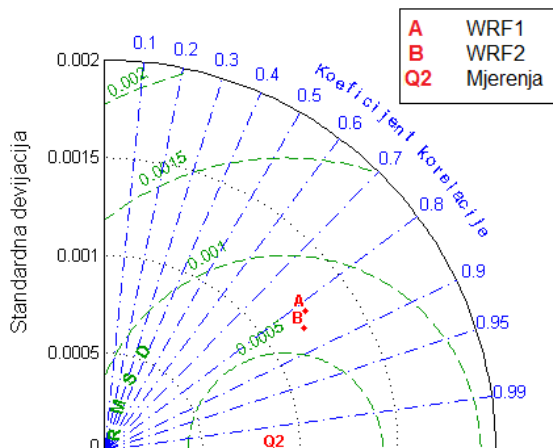 A WRF1
B WRF2
Q2 Mjerenja
Standardna devijacija
0.002
0.0015
0.001
0.0005
0
0.1
0.2
0.3
0.4
0.5
0.6
0.7
0.8
0.9
0.95
0.99
Koeficijent korelacije
0.002
0.0015
0.001
0.0005
RMSD
A
B
Q2